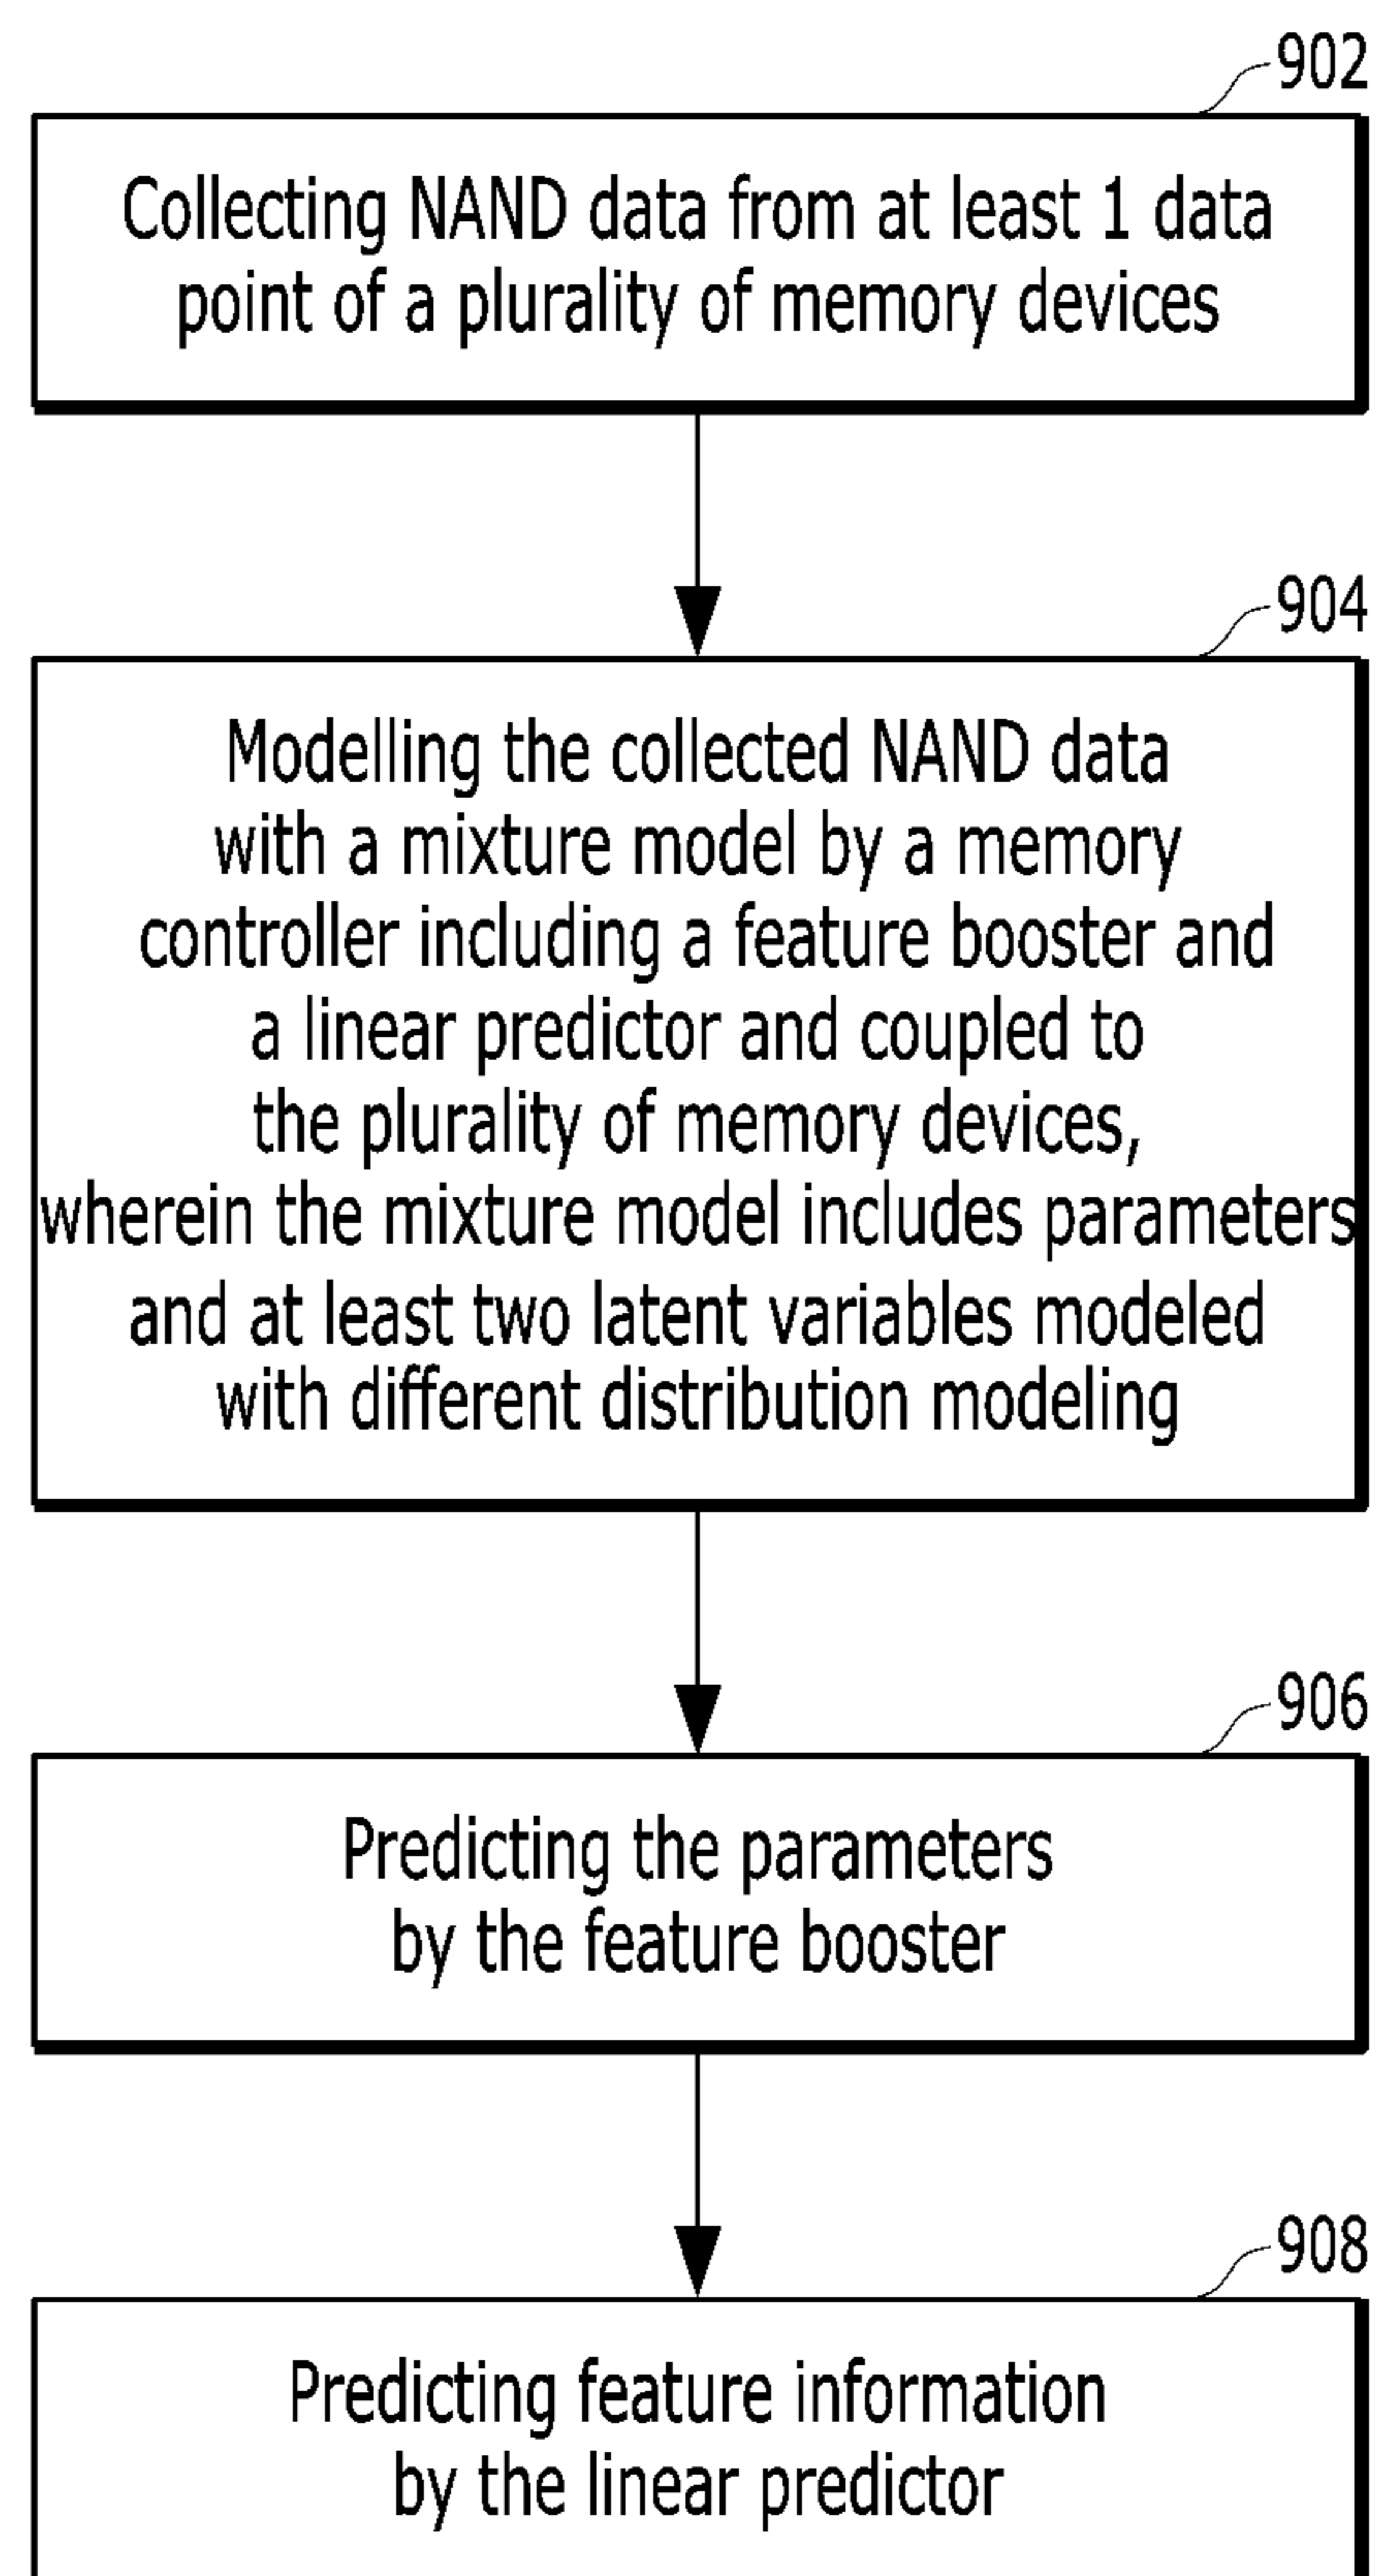 902
Collecting NAND data from at least 1 data
point of a plurality of memory devices
904
Modelling the collected NAND data
with a mixture model by a memory
controller including a feature booster and
a linear predictor and coupled to
the plurality of memory devices,
wherein the mixture model includes parameters
and at least two latent variables modeled
with different distribution modeling
906
Predicting the parameters
by the feature booster
908
Predicting feature information
by the linear predictor